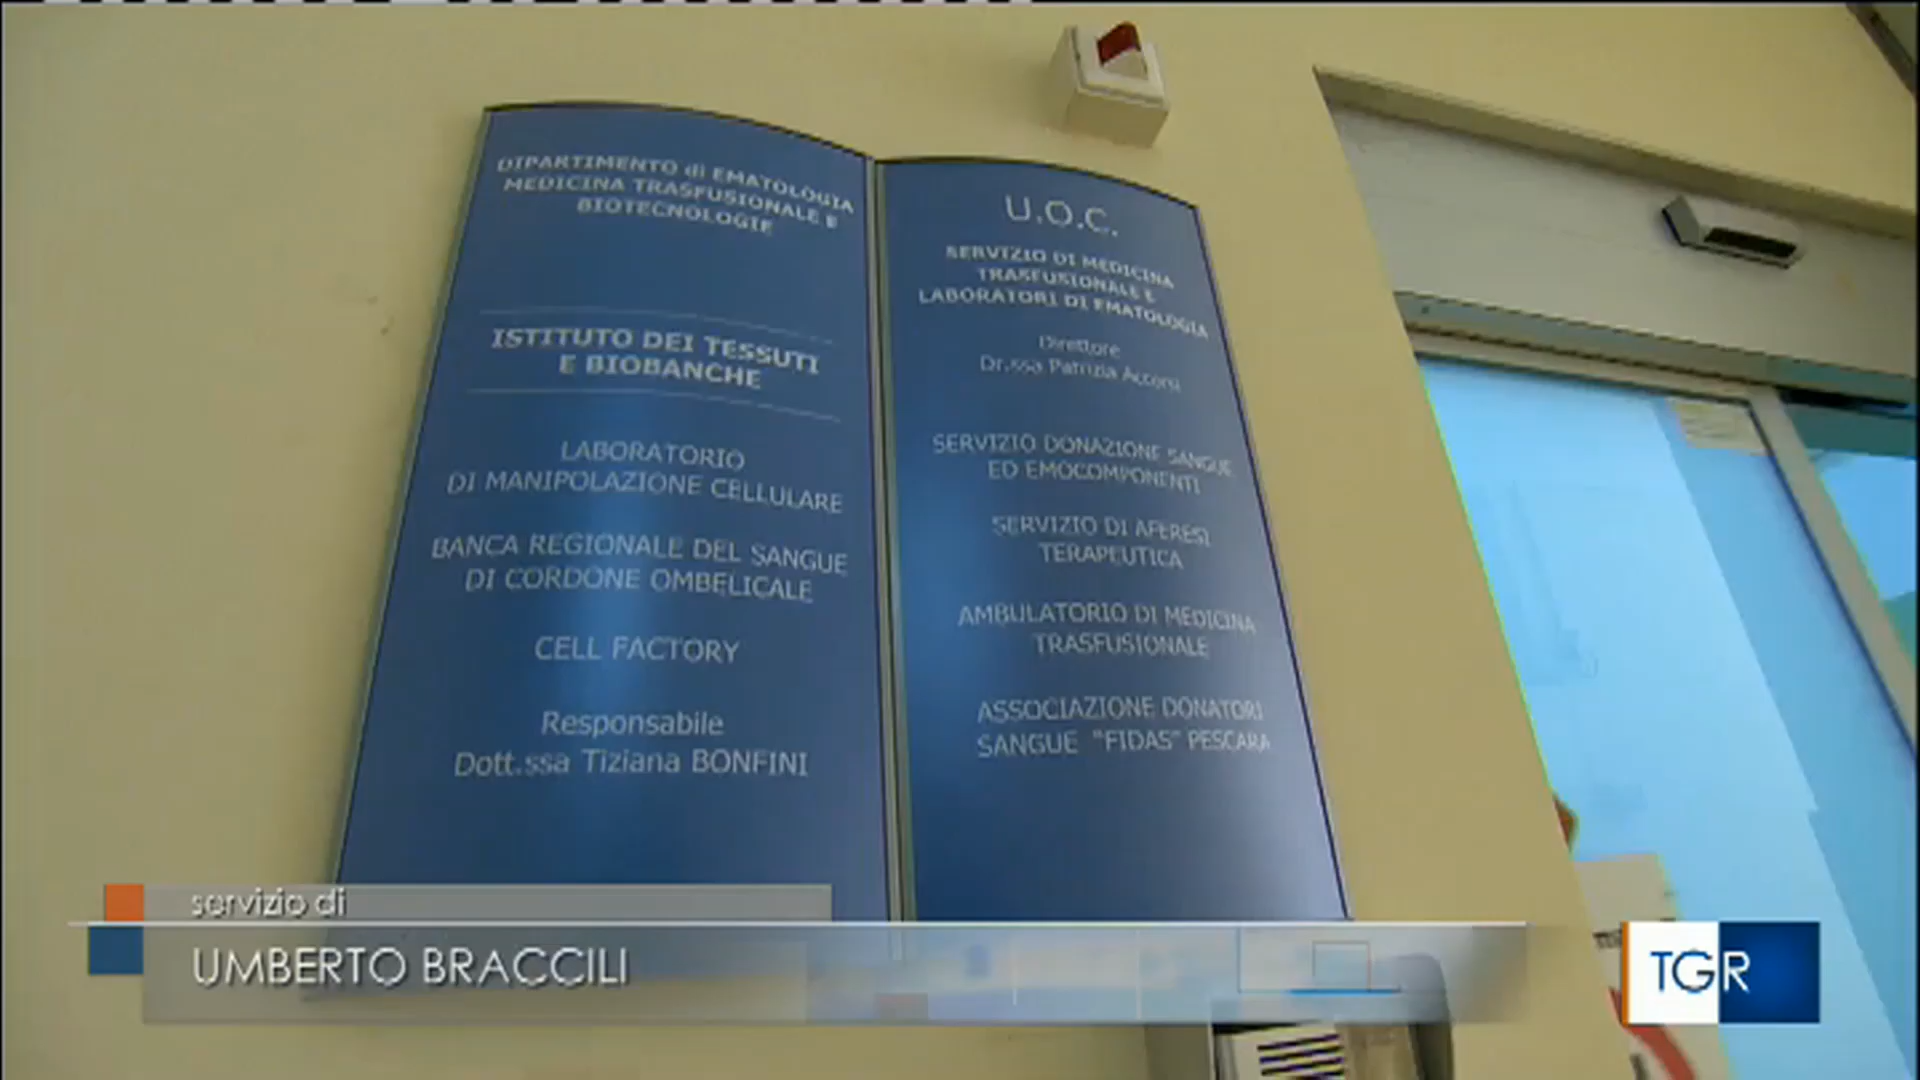 DIPARTIMENTO di EMATOLOGIA
MEDICINA TRASFUSIONALE E
BIOTECNOLOGIE
ISTITUTO DEI TESSUTI
E BIOBANCHE
LABORATORIO
DI MANIPOLAZIONE CELLULARE
BANCA REGIONALE DEL SANGUE
DI CORDONE OMBELICALE
CELL FACTORY
Responsabile
Dott.ssa Tiziana BONFINI
U.O.C.
SERVIZIO DI MEDICINA
TRASFUSIONALE E
LABORATORI DI EMATOLOGIA
Direttore
Dr.ssa Patrizia Accorsi
SERVIZIO DONAZIONE SANGUE
ED EMOCOMPONENTI
SERVIZIO DI AFERESI
TERAPEUTICA
AMBULATORIO DI MEDICINA
TRASFUSIONALE
ASSOCIAZIONE DONATORI
SANGUE "FIDAS" PESCARA
servizio di
UMBERTO BRACCILI
TGR